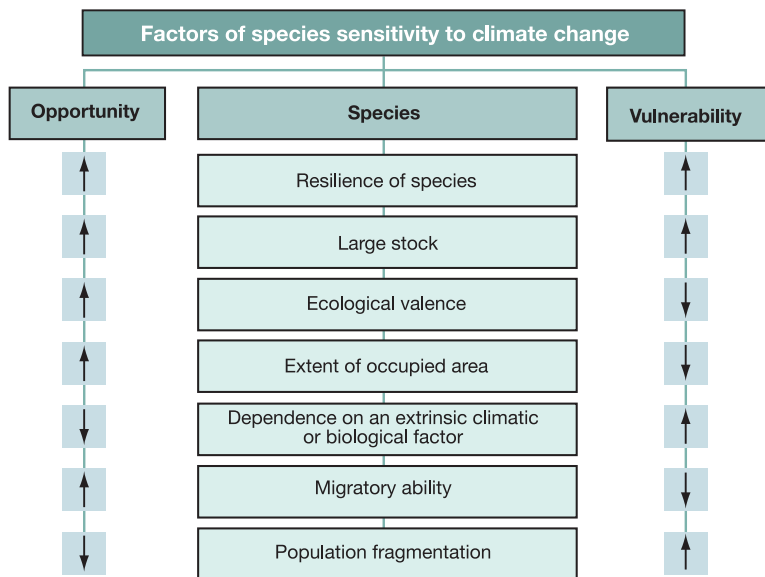 Factors of species sensitivity to climate change
Opportunity
Species
Vulnerability
Resilience of species
Large stock
Ecological valence
Extent of occupied area
Dependence on an extrinsic climatic
or biological factor
Migratory ability
Population fragmentation